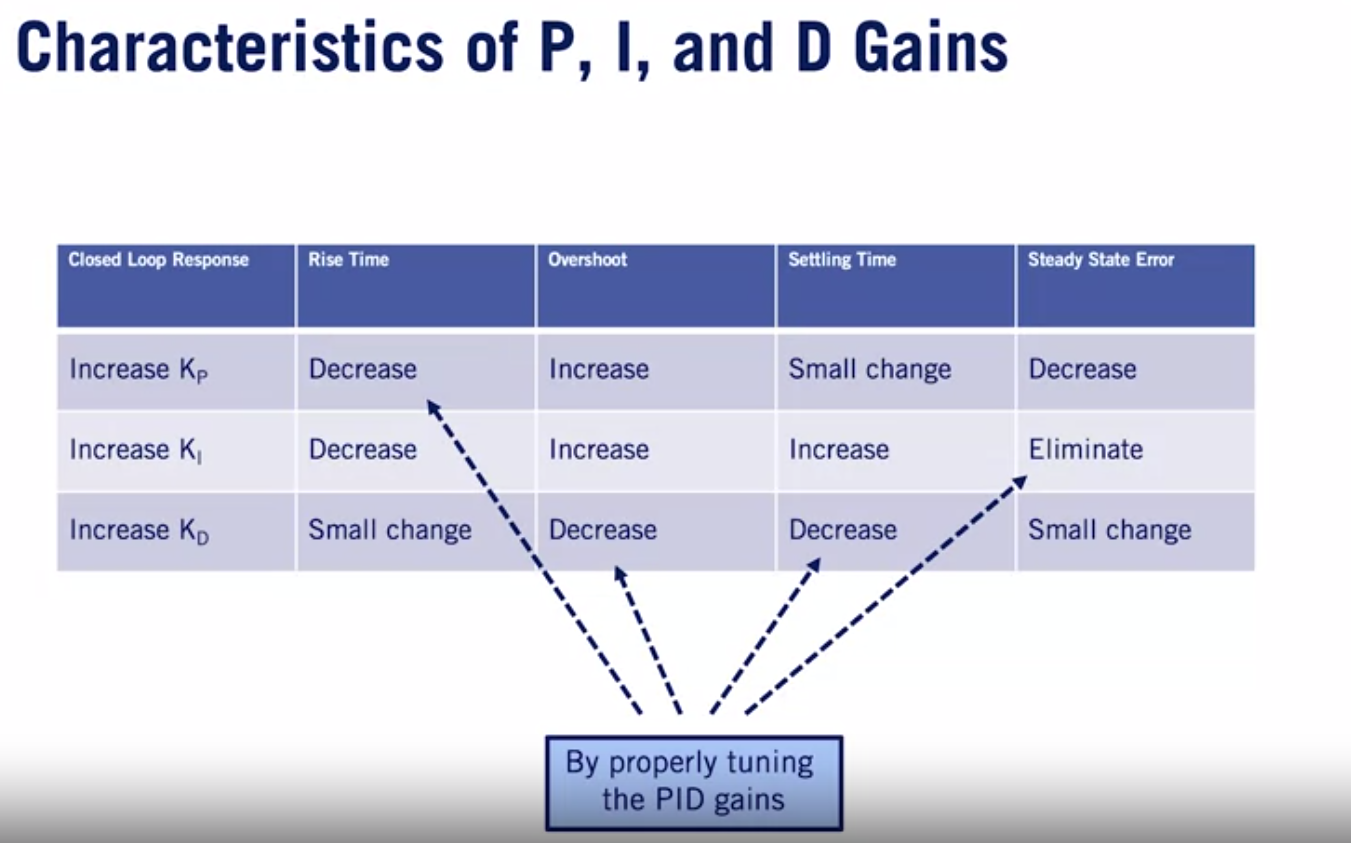 Characteristics of P, I, and D Gains
Closed Loop Response Rise Time Overshoot Settling Time Steady State Error
Increase K_P Decrease Increase Small change Decrease
Increase K_I Decrease Increase Increase Eliminate
Increase K_D Small change Decrease Decrease Small change
By properly tuning
the PID gains